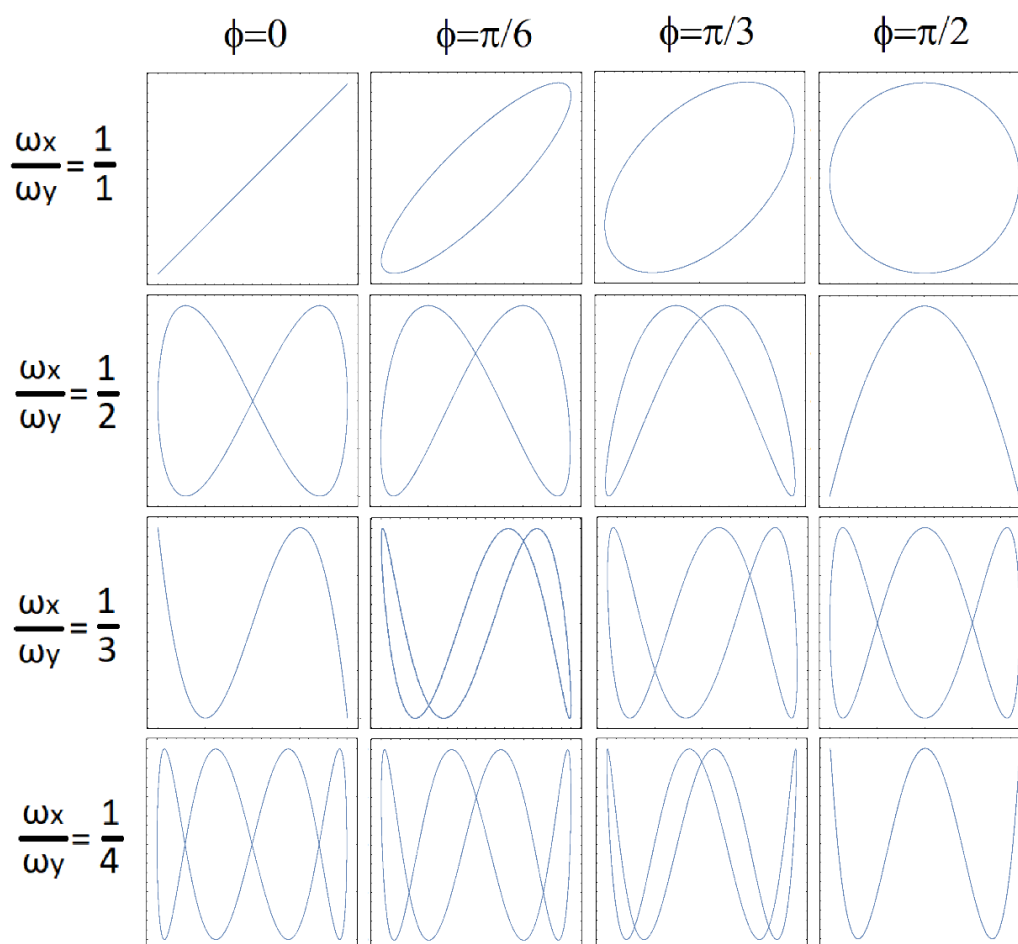 ϕ=0 ϕ=π/6 ϕ=π/3 ϕ=π/2
ωx/ωy = 1/1
ωx/ωy = 1/2
ωx/ωy = 1/3
ωx/ωy = 1/4